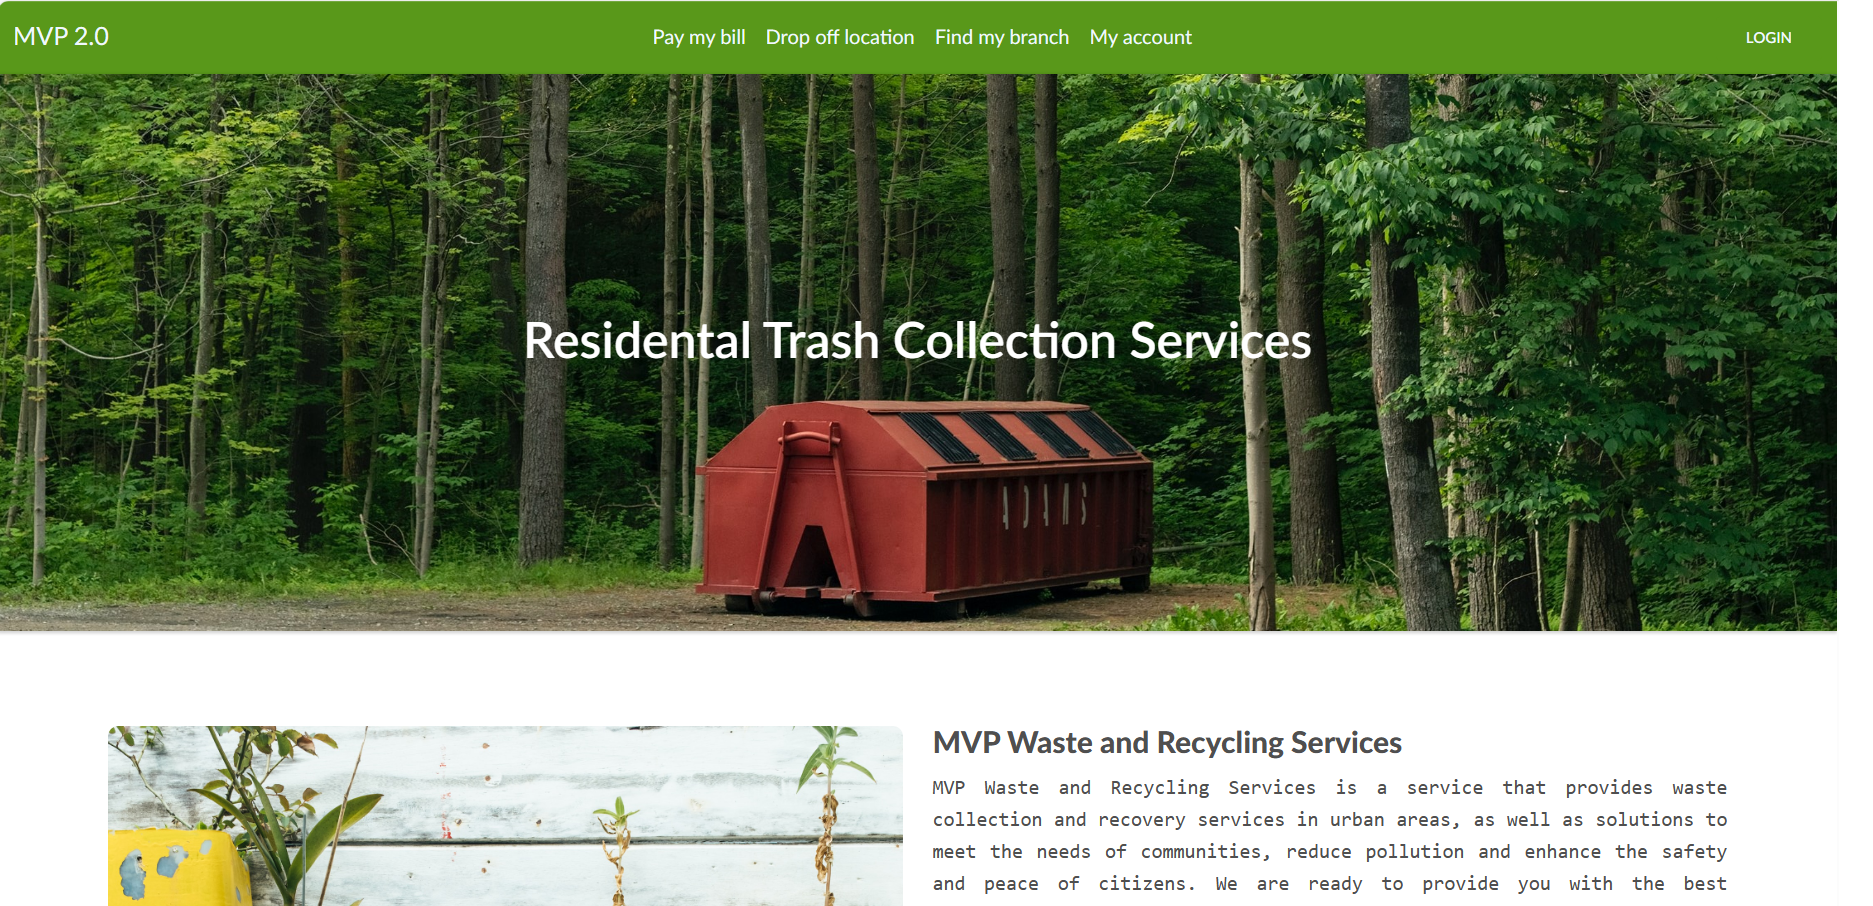 MVP 2.0
Pay my bill Drop off location Find my branch My account
LOGIN
Residental Trash Collection Services
ADAMS
MVP Waste and Recycling Services
MVP Waste and Recycling Services is a service that provides waste
collection and recovery services in urban areas, as well as solutions to
meet the needs of communities, reduce pollution and enhance the safety
and peace of citizens. We are ready to provide you with the best